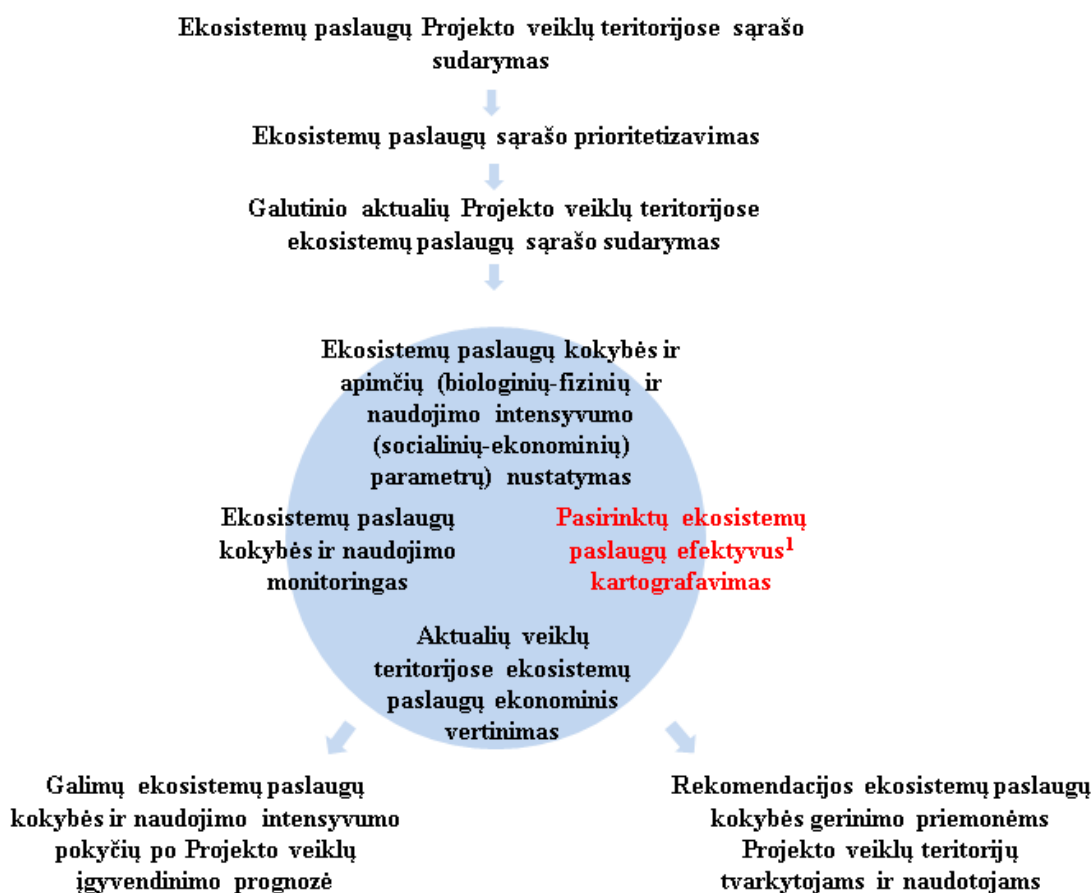 Ekosistemų paslaugų Projekto veiklų teritorijose sąrašo
sudarymas
Ekosistemų paslaugų sąrašo prioritetizavimas
Galutinio aktualių Projekto veiklų teritorijose
ekosistemų paslaugų sąrašo sudarymas
Ekosistemų paslaugų kokybės ir
apimčių (biologinių-fizinių ir
naudojimo intensyvumo
(socialinių-ekonominių)
parametrų) nustatymas
Ekosistemų paslaugų
kokybės ir naudojimo
monitoringas
Pasirinktų ekosistemų
paslaugų efektyvus¹
kartografavimas
Aktualių veiklų
teritorijose ekosistemų
paslaugų ekonominis
vertinimas
Galimų ekosistemų paslaugų
kokybės ir naudojimo intensyvumo
pokyčių po Projekto veiklų
įgyvendinimo prognozė
Rekomendacijos ekosistemų paslaugų
kokybės gerinimo priemonėms
Projekto veiklų teritorijų
tvarkytojams ir naudotojams